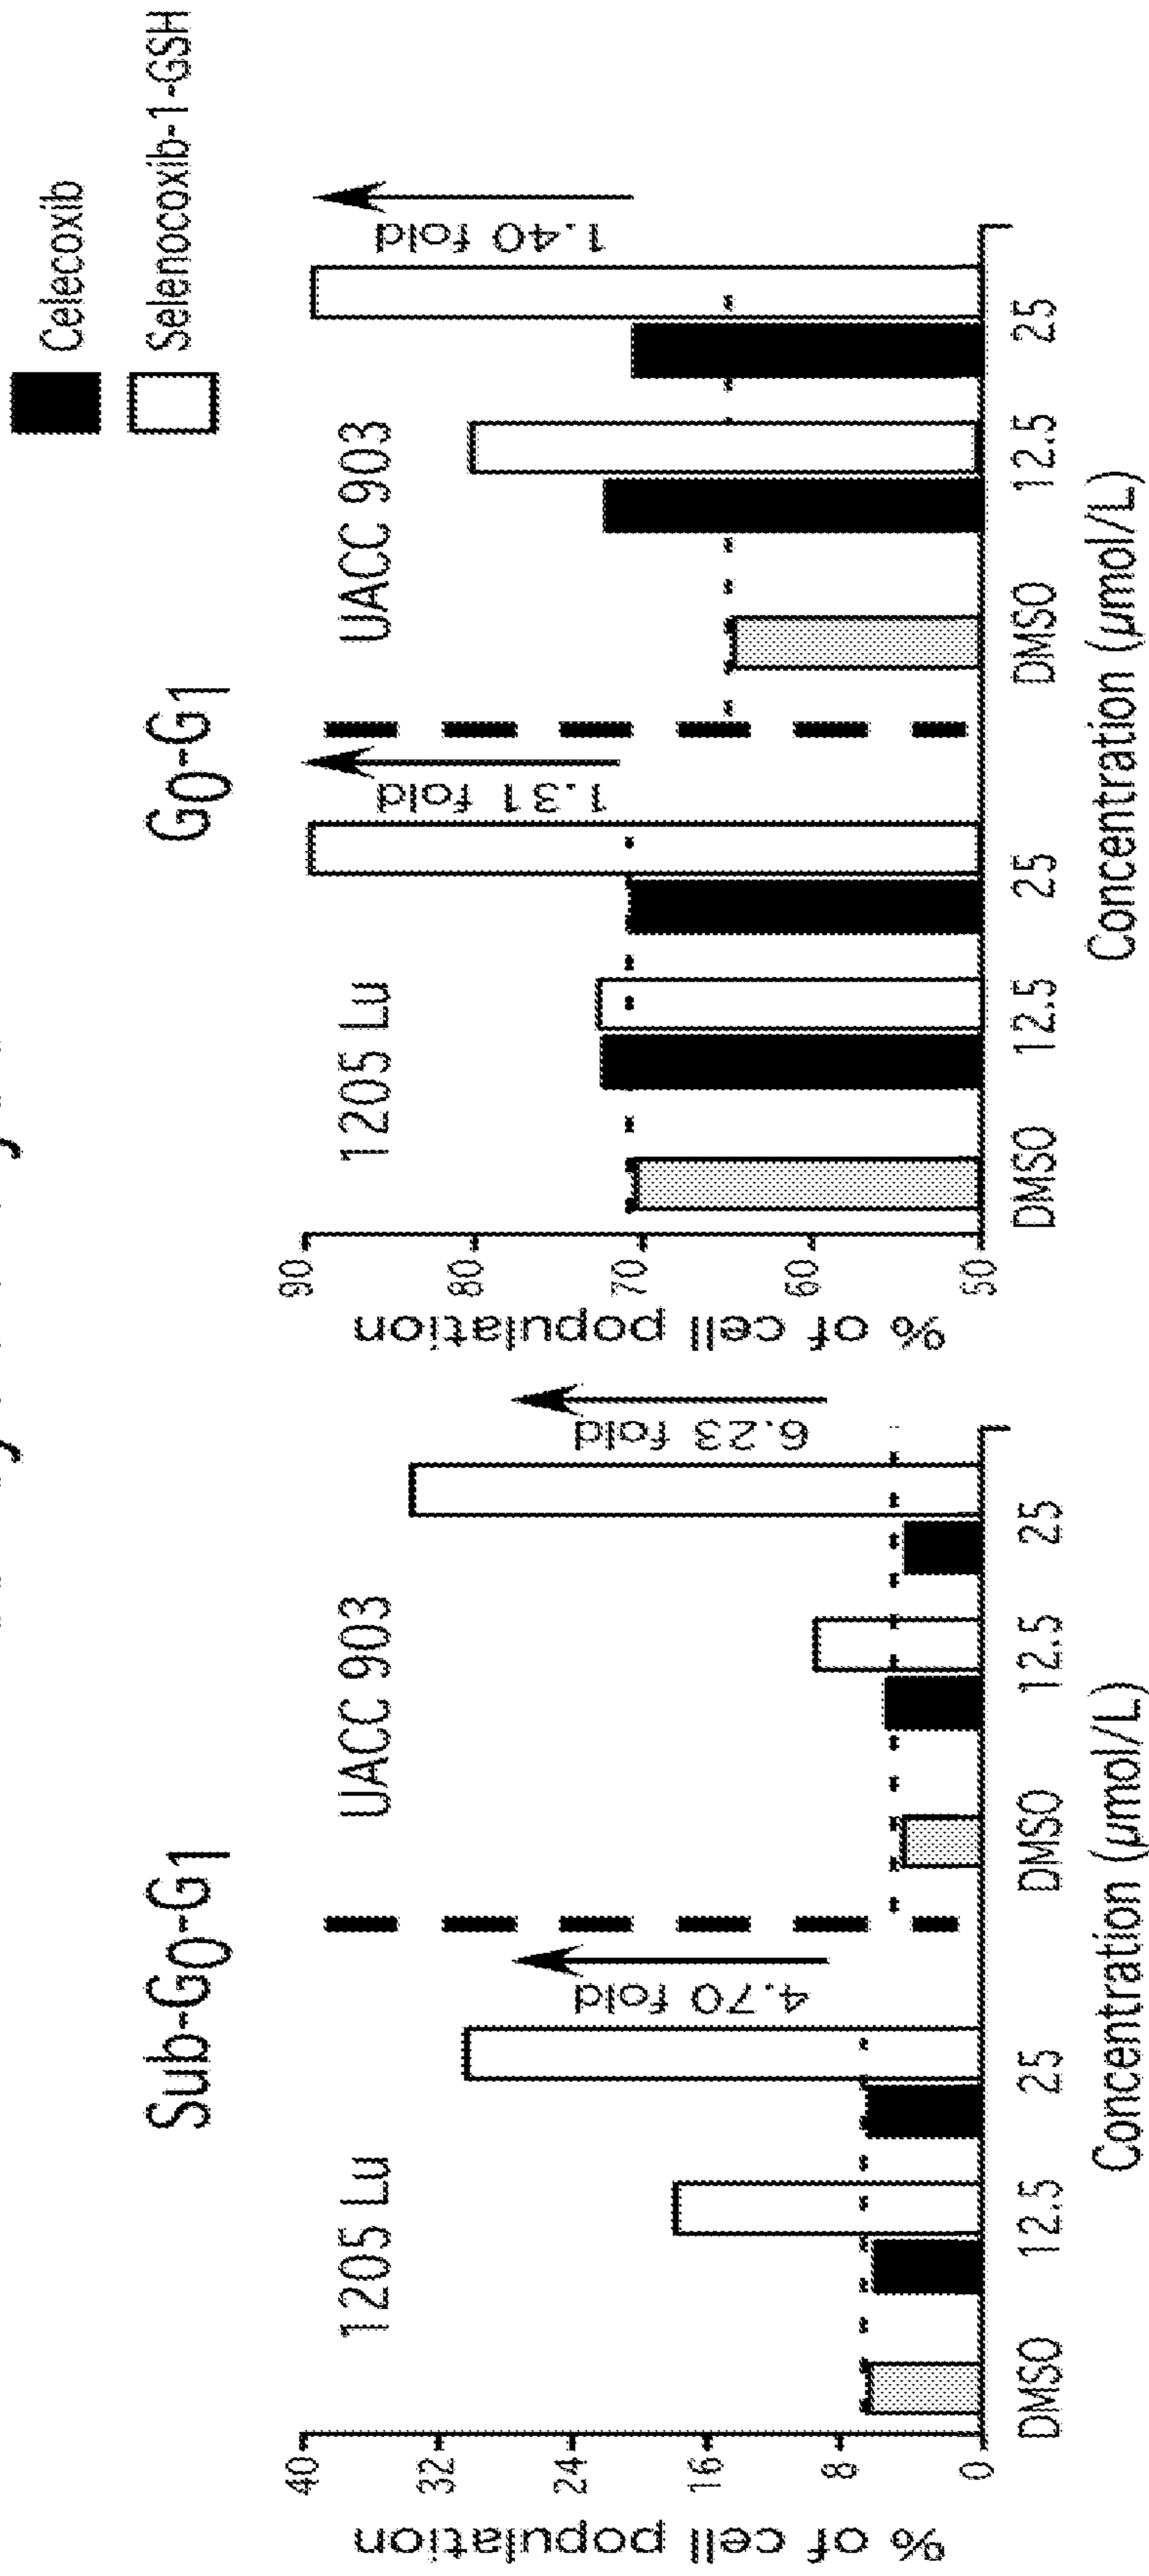 Celecoxib
Selenocoxib-1-GSH
Sub-G0-G1
G0-G1
1205 Lu
UACC 903
1205 Lu
UACC 903
4.70 fold
6.23 fold
1.31 fold
1.40 fold
% of cell population
40
32
24
16
8
0
DMSO
12.5
25
DMSO
12.5
25
Concentration (µmol/L)
% of cell population
90
80
70
60
50
DMSO
12.5
25
DMSO
12.5
25
Concentration (µmol/L)